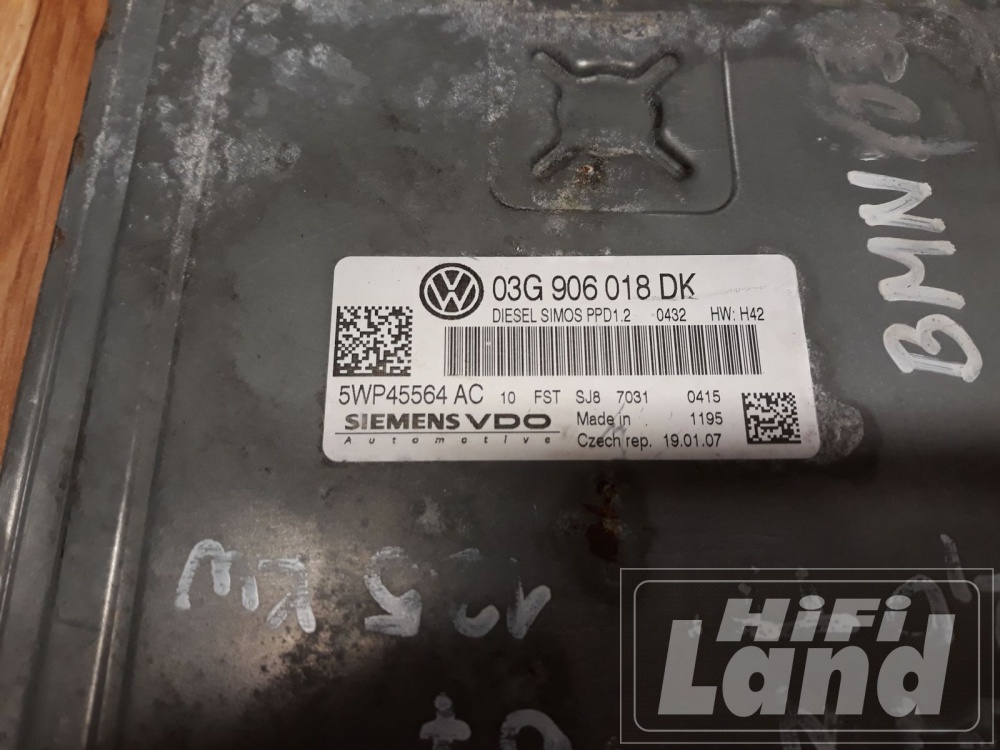 03G 906 018 DK
DIESEL SIMOS PPD1.2 0432 HW: H42
5WP45564 AC 10 FST SJ8 7031 0415
SIEMENS VDO Made in 1195
Automotive Czech rep. 19.01.07
BMN
KW
HiFi
Land